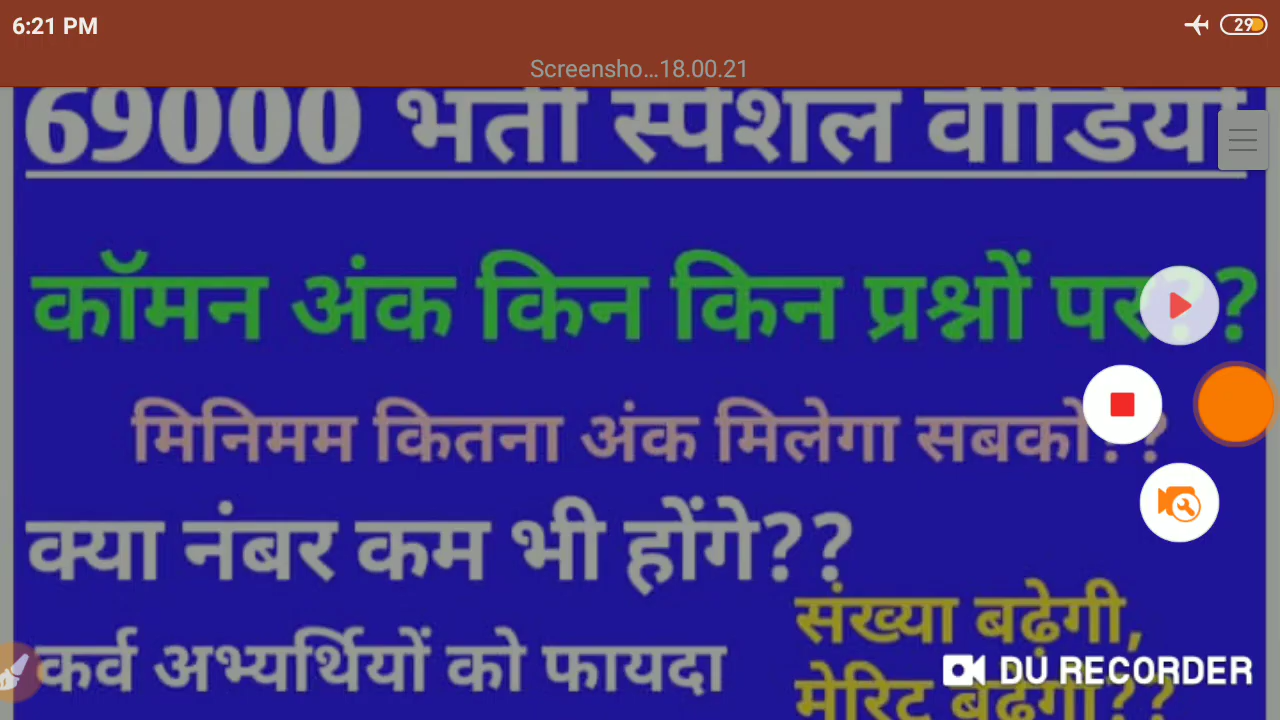 6:21 PM
29
Screensho...18.00.21
69000 भर्ती स्पेशल वीडियो
कॉमन अंक किन किन प्रश्नों पर??
मिनिमम कितना अंक मिलेगा सबको??
क्या नंबर कम भी होंगे??
कर्व अभ्यर्थियों को फायदा
संख्या बढ़ेगी,
मेरिट बढ़ेगी??
DU RECORDER